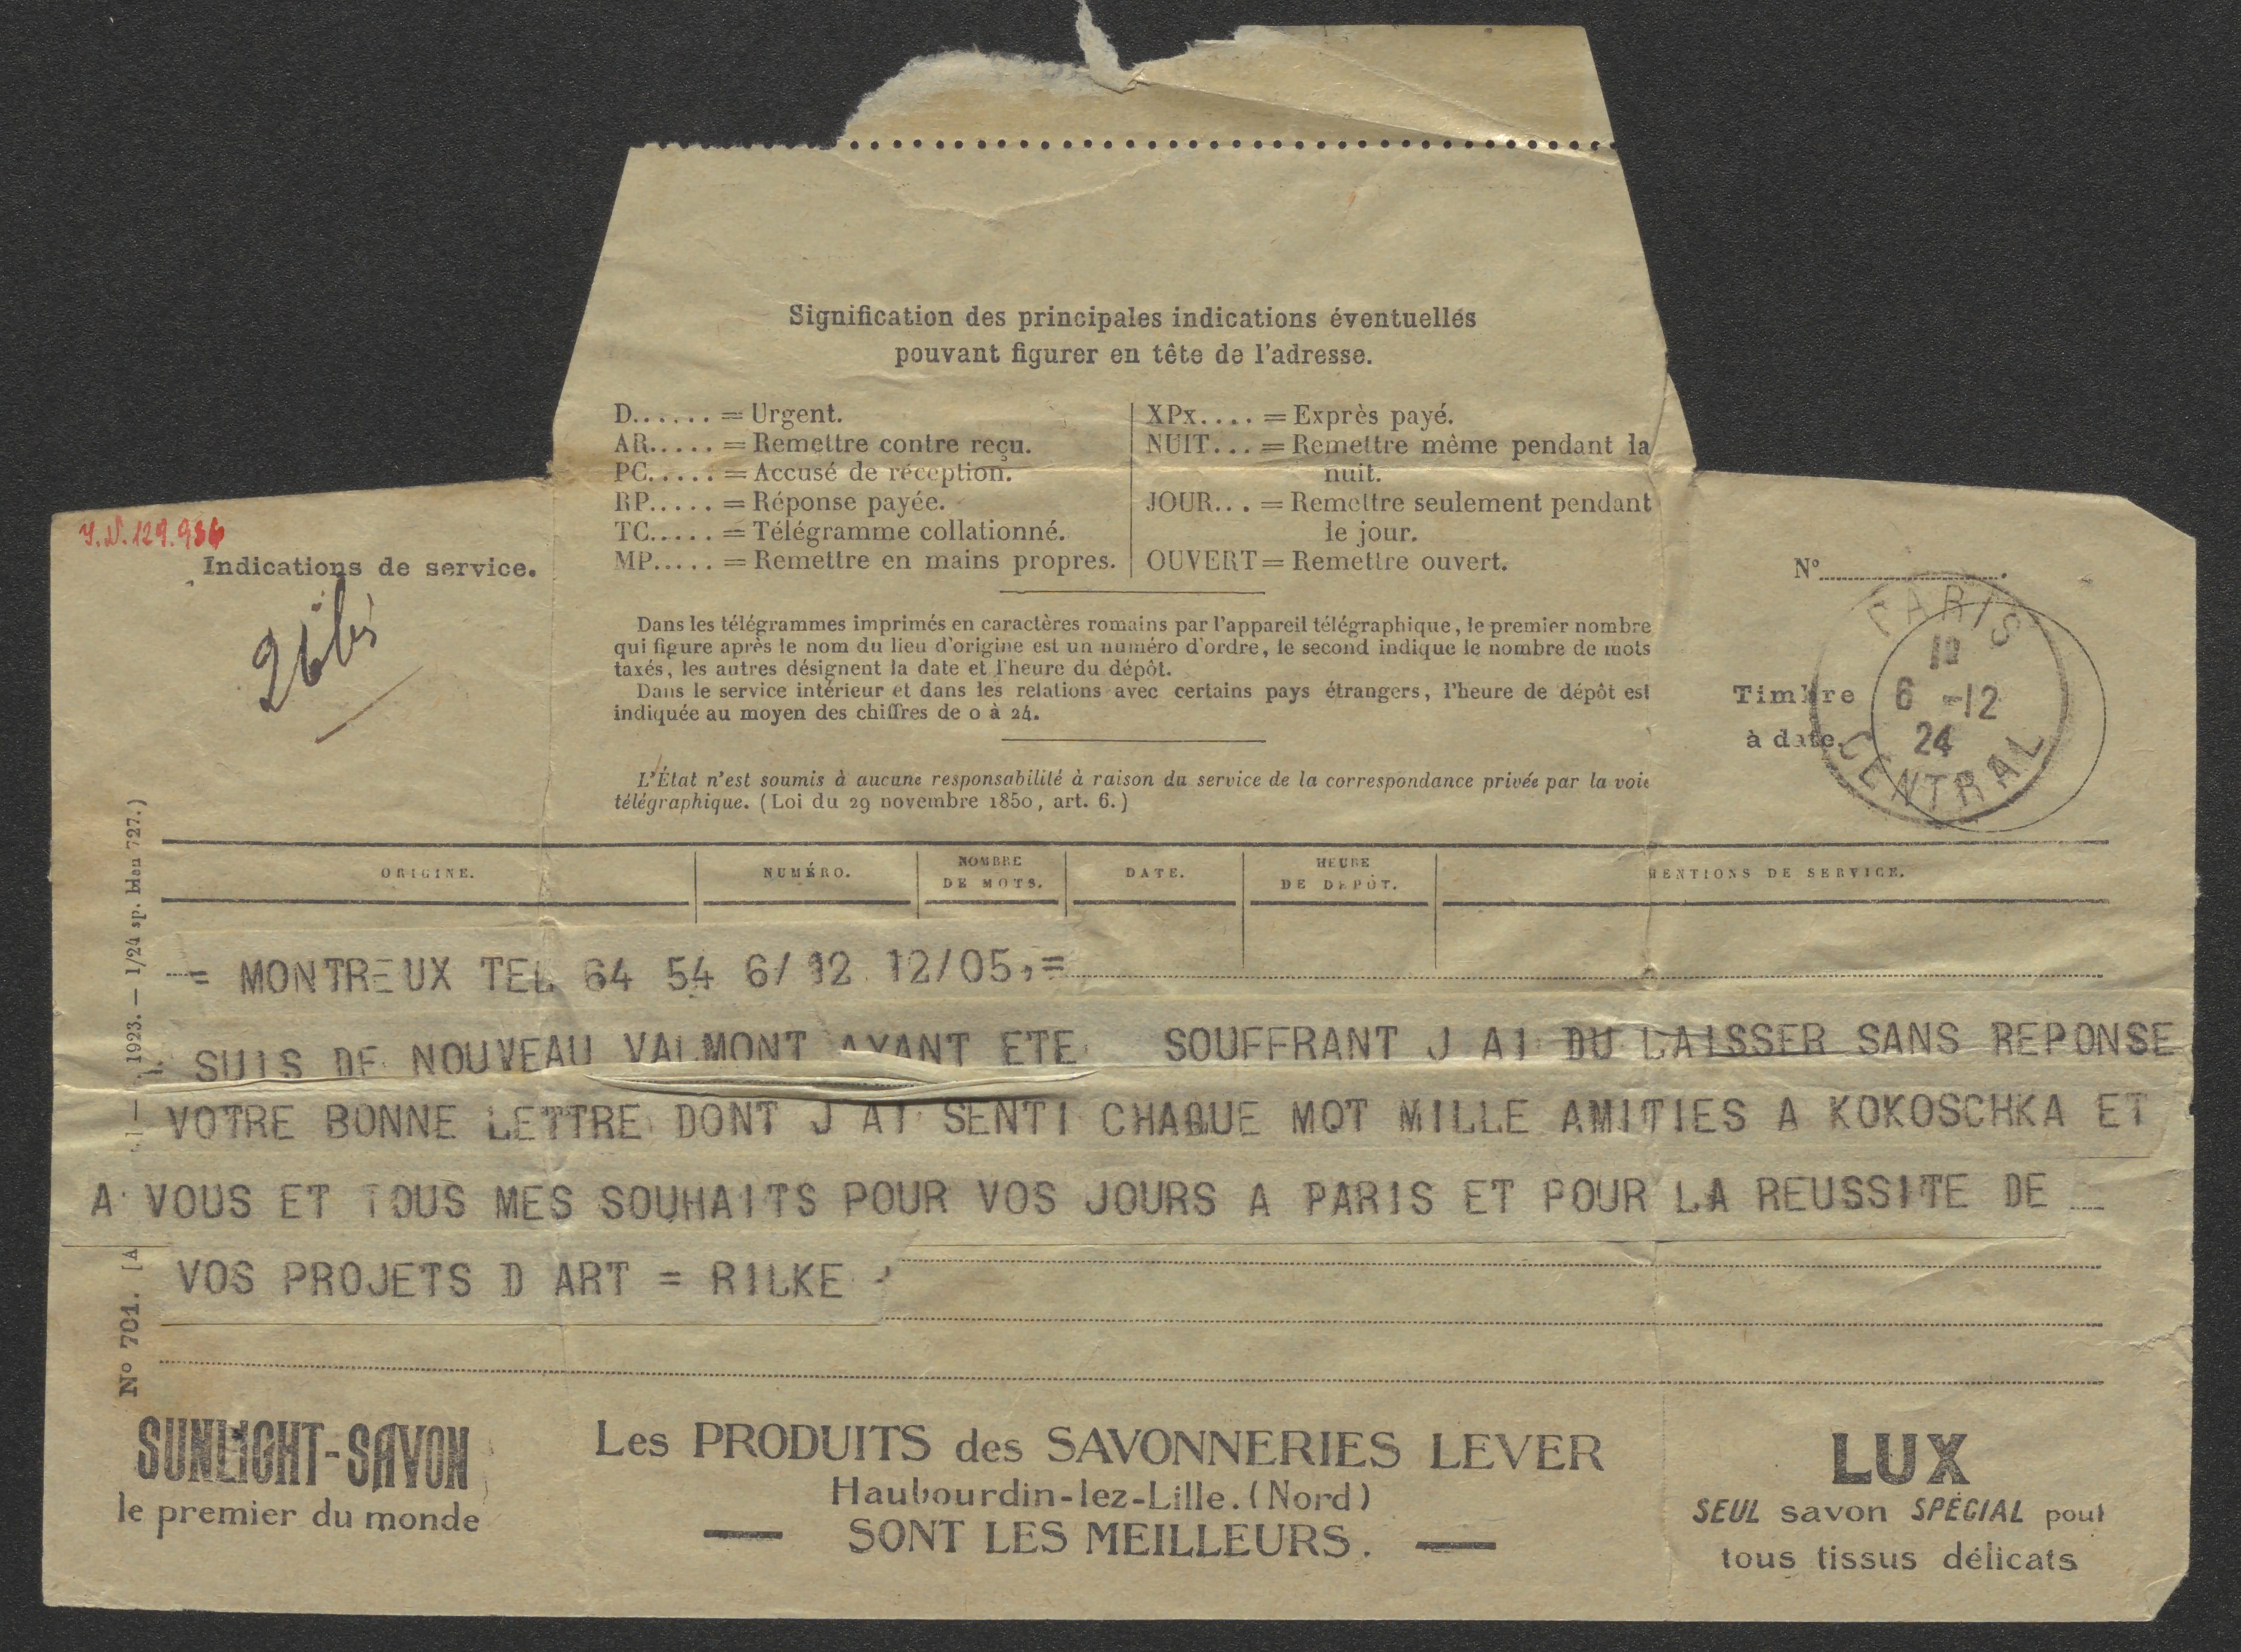 Signification des principales indications éventuelles
pouvant figurer en tête de l'adresse.
D...... = Urgent.
AR..... = Remettre contre reçu.
PC..... = Accusé de réception.
RP..... = Réponse payée.
TC..... = Télégramme collationné.
MP..... = Remettre en mains propres.
XPx.... = Exprès payé.
NUIT... = Remettre même pendant la
nuit.
JOUR... = Remettre seulement pendant
le jour.
OUVERT = Remettre ouvert.
Y.N.129.936
Indications de service.
26 bis
Dans les télégrammes imprimés en caractères romains par l'appareil télégraphique, le premier nombre
qui figure après le nom du lieu d'origine est un numéro d'ordre, le second indique le nombre de mots
taxés, les autres désignent la date et l'heure du dépôt.
Dans le service intérieur et dans les relations avec certains pays étrangers, l'heure de dépôt est
indiquée au moyen des chiffres de 0 à 24.
L'État n'est soumis à aucune responsabilité à raison du service de la correspondance privée par la voie
télégraphique. (Loi du 29 novembre 1850, art. 6.)
N°
Timbre
à date.
PARIS
6 -12
24
CENTRAL
ORIGINE.
NUMÉRO.
NOMBRE
DE MOTS.
DATE.
HEURE
DE DÉPÔT.
MENTIONS DE SERVICE.
= MONTREUX TEL 64 54 6/12 12/05,=
SUIS DE NOUVEAU VALMONT AYANT ETE SOUFFRANT J AI DU LAISSER SANS REPONSE
VOTRE BONNE LETTRE DONT J AI SENTI CHAQUE MOT MILLE AMITIES A KOKOSCHKA ET
A VOUS ET TOUS MES SOUHAITS POUR VOS JOURS A PARIS ET POUR LA REUSSITE DE
VOS PROJETS D ART = RILKE
N° 701. 1923. — 1/24 sp. bleu 727.)
SUNLIGHT-SAVON
le premier du monde
Les PRODUITS des SAVONNERIES LEVER
Haubourdin-lez-Lille. (Nord)
— SONT LES MEILLEURS. —
LUX
SEUL savon SPÉCIAL pour
tous tissus délicats